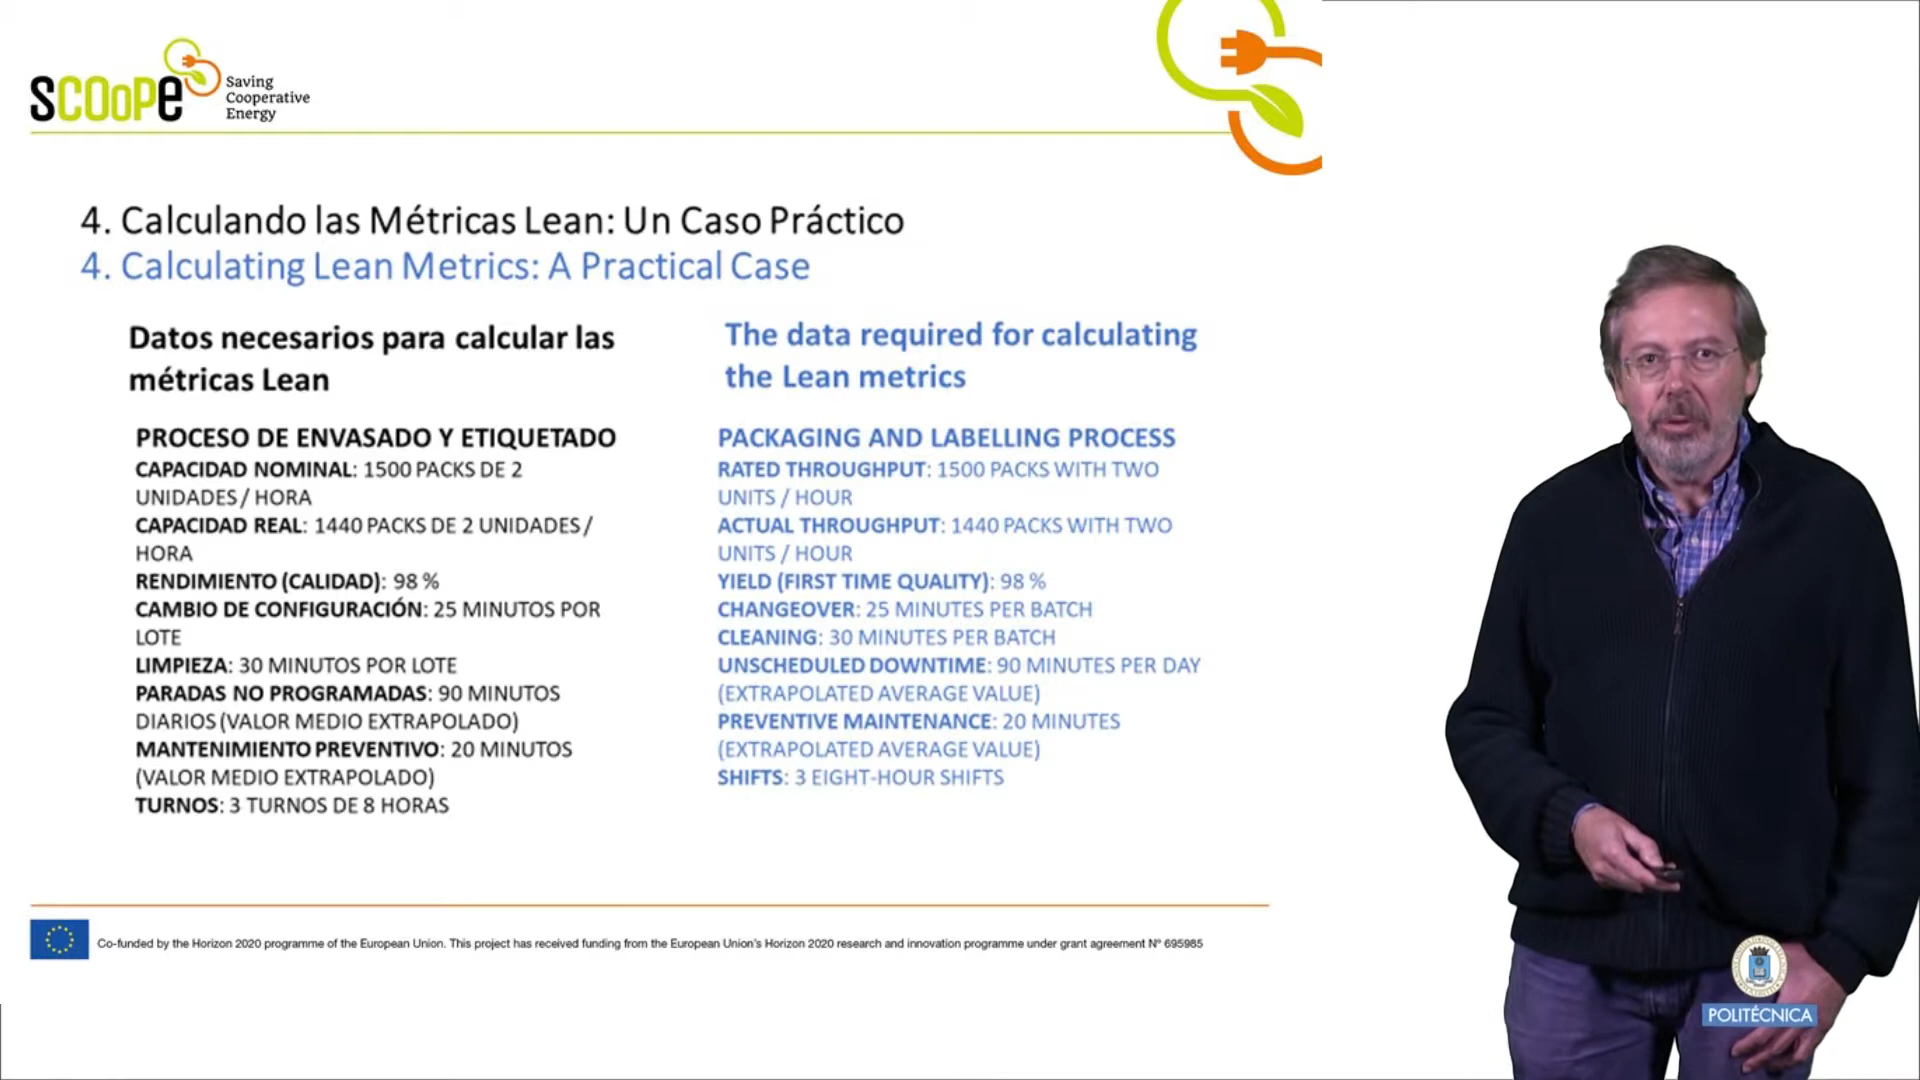 SCOoPE
Saving
Cooperative
Energy
4. Calculando las Métricas Lean: Un Caso Práctico
4. Calculating Lean Metrics: A Practical Case
Datos necesarios para calcular las
métricas Lean
PROCESO DE ENVASADO Y ETIQUETADO
CAPACIDAD NOMINAL: 1500 PACKS DE 2
UNIDADES / HORA
CAPACIDAD REAL: 1440 PACKS DE 2 UNIDADES /
HORA
RENDIMIENTO (CALIDAD): 98 %
CAMBIO DE CONFIGURACIÓN: 25 MINUTOS POR
LOTE
LIMPIEZA: 30 MINUTOS POR LOTE
PARADAS NO PROGRAMADAS: 90 MINUTOS
DIARIOS (VALOR MEDIO EXTRAPOLADO)
MANTENIMIENTO PREVENTIVO: 20 MINUTOS
(VALOR MEDIO EXTRAPOLADO)
TURNOS: 3 TURNOS DE 8 HORAS
The data required for calculating
the Lean metrics
PACKAGING AND LABELLING PROCESS
RATED THROUGHPUT: 1500 PACKS WITH TWO
UNITS / HOUR
ACTUAL THROUGHPUT: 1440 PACKS WITH TWO
UNITS / HOUR
YIELD (FIRST TIME QUALITY): 98 %
CHANGEOVER: 25 MINUTES PER BATCH
CLEANING: 30 MINUTES PER BATCH
UNSCHEDULED DOWNTIME: 90 MINUTES PER DAY
(EXTRAPOLATED AVERAGE VALUE)
PREVENTIVE MAINTENANCE: 20 MINUTES
(EXTRAPOLATED AVERAGE VALUE)
SHIFTS: 3 EIGHT-HOUR SHIFTS
Co-funded by the Horizon 2020 programme of the European Union. This project has received funding from the European Union's Horizon 2020 research and innovation programme under grant agreement Nº 695985
POLITÉCNICA